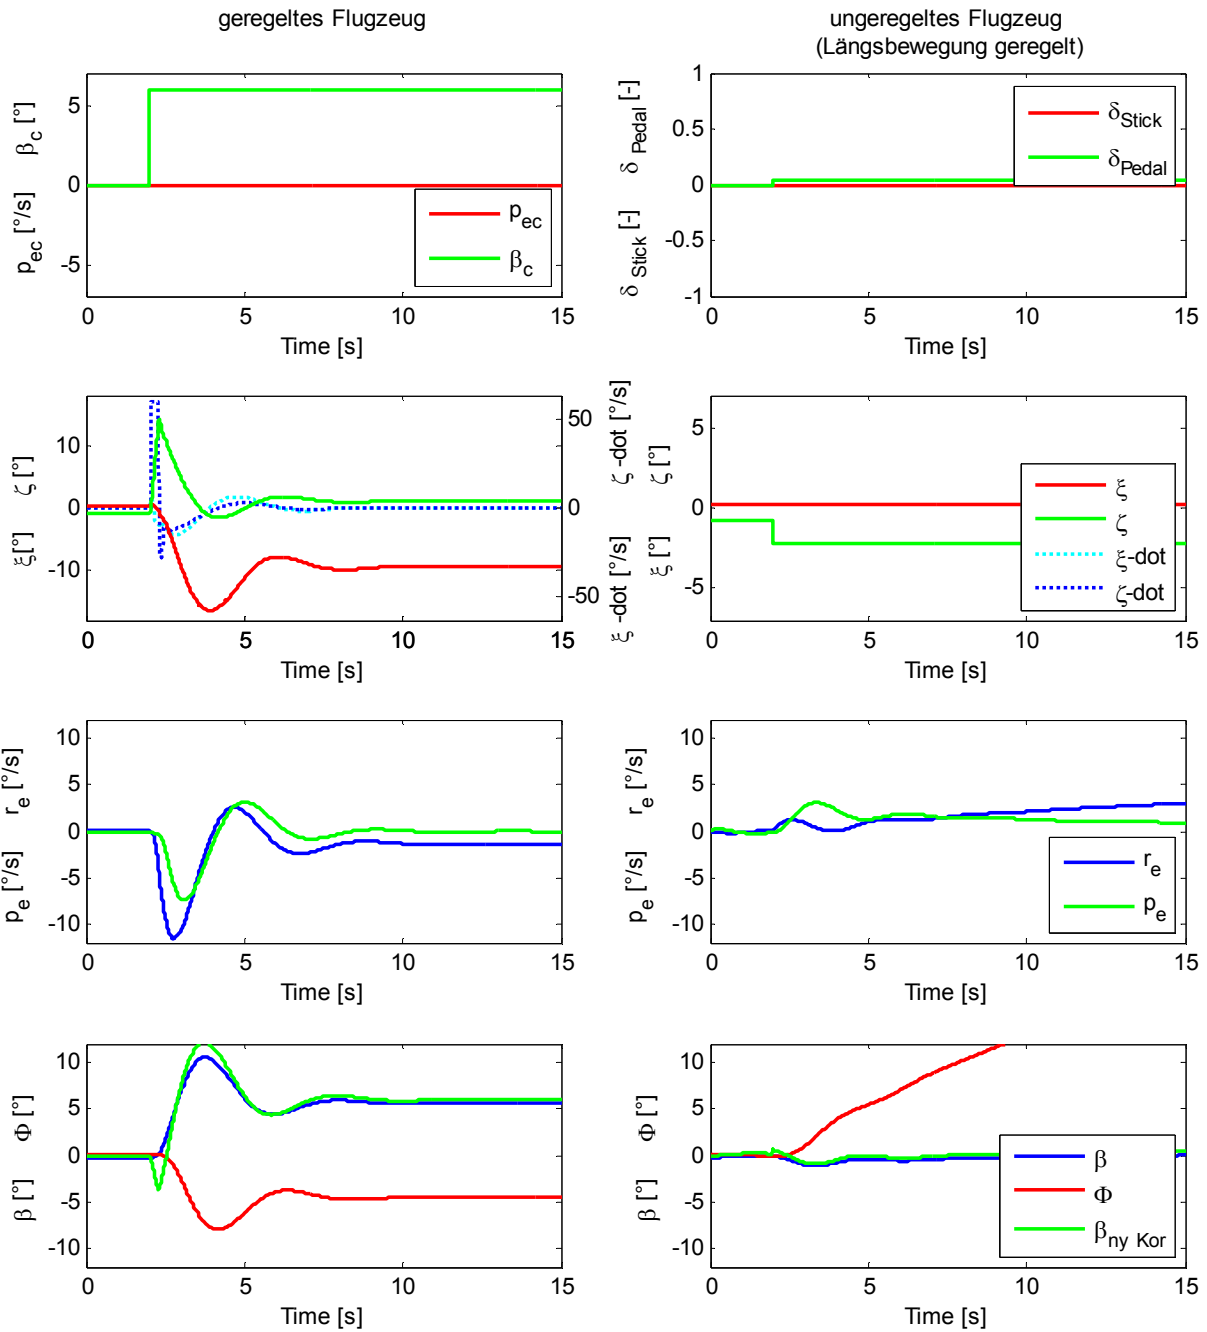 geregeltes Flugzeug
ungeregeltes Flugzeug
(Längsbewegung geregelt)
p_ec [°/s] β_c [°]
5
0
-5
p_ec
β_c
0 5 10 15
Time [s]
δ_Stick [-] δ_Pedal [-]
1
0.5
0
-0.5
-1
δ_Stick
δ_Pedal
0 5 10 15
Time [s]
ξ[°] ζ [°]
10
0
-10
50
0
-50
ξ-dot [°/s] ζ-dot [°/s]
0 5 10 15
Time [s]
ξ [°] ζ [°]
5
0
-5
ξ
ζ
ξ-dot
ζ-dot
0 5 10 15
Time [s]
p_e [°/s] r_e [°/s]
10
5
0
-5
-10
0 5 10 15
Time [s]
p_e [°/s] r_e [°/s]
10
5
0
-5
-10
r_e
p_e
0 5 10 15
Time [s]
β [°] Φ [°]
10
5
0
-5
-10
0 5 10 15
Time [s]
β [°] Φ [°]
10
5
0
-5
-10
β
Φ
β_ny Kor
0 5 10 15
Time [s]